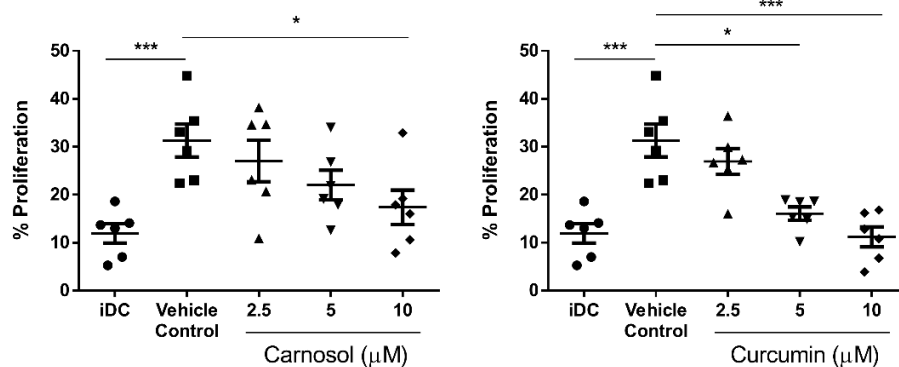 *
***
% Proliferation
50
40
30
20
10
0
iDC
Vehicle
Control
2.5
5
10
Carnosol (μM)
***
*
***
% Proliferation
50
40
30
20
10
0
iDC
Vehicle
Control
2.5
5
10
Curcumin (μM)